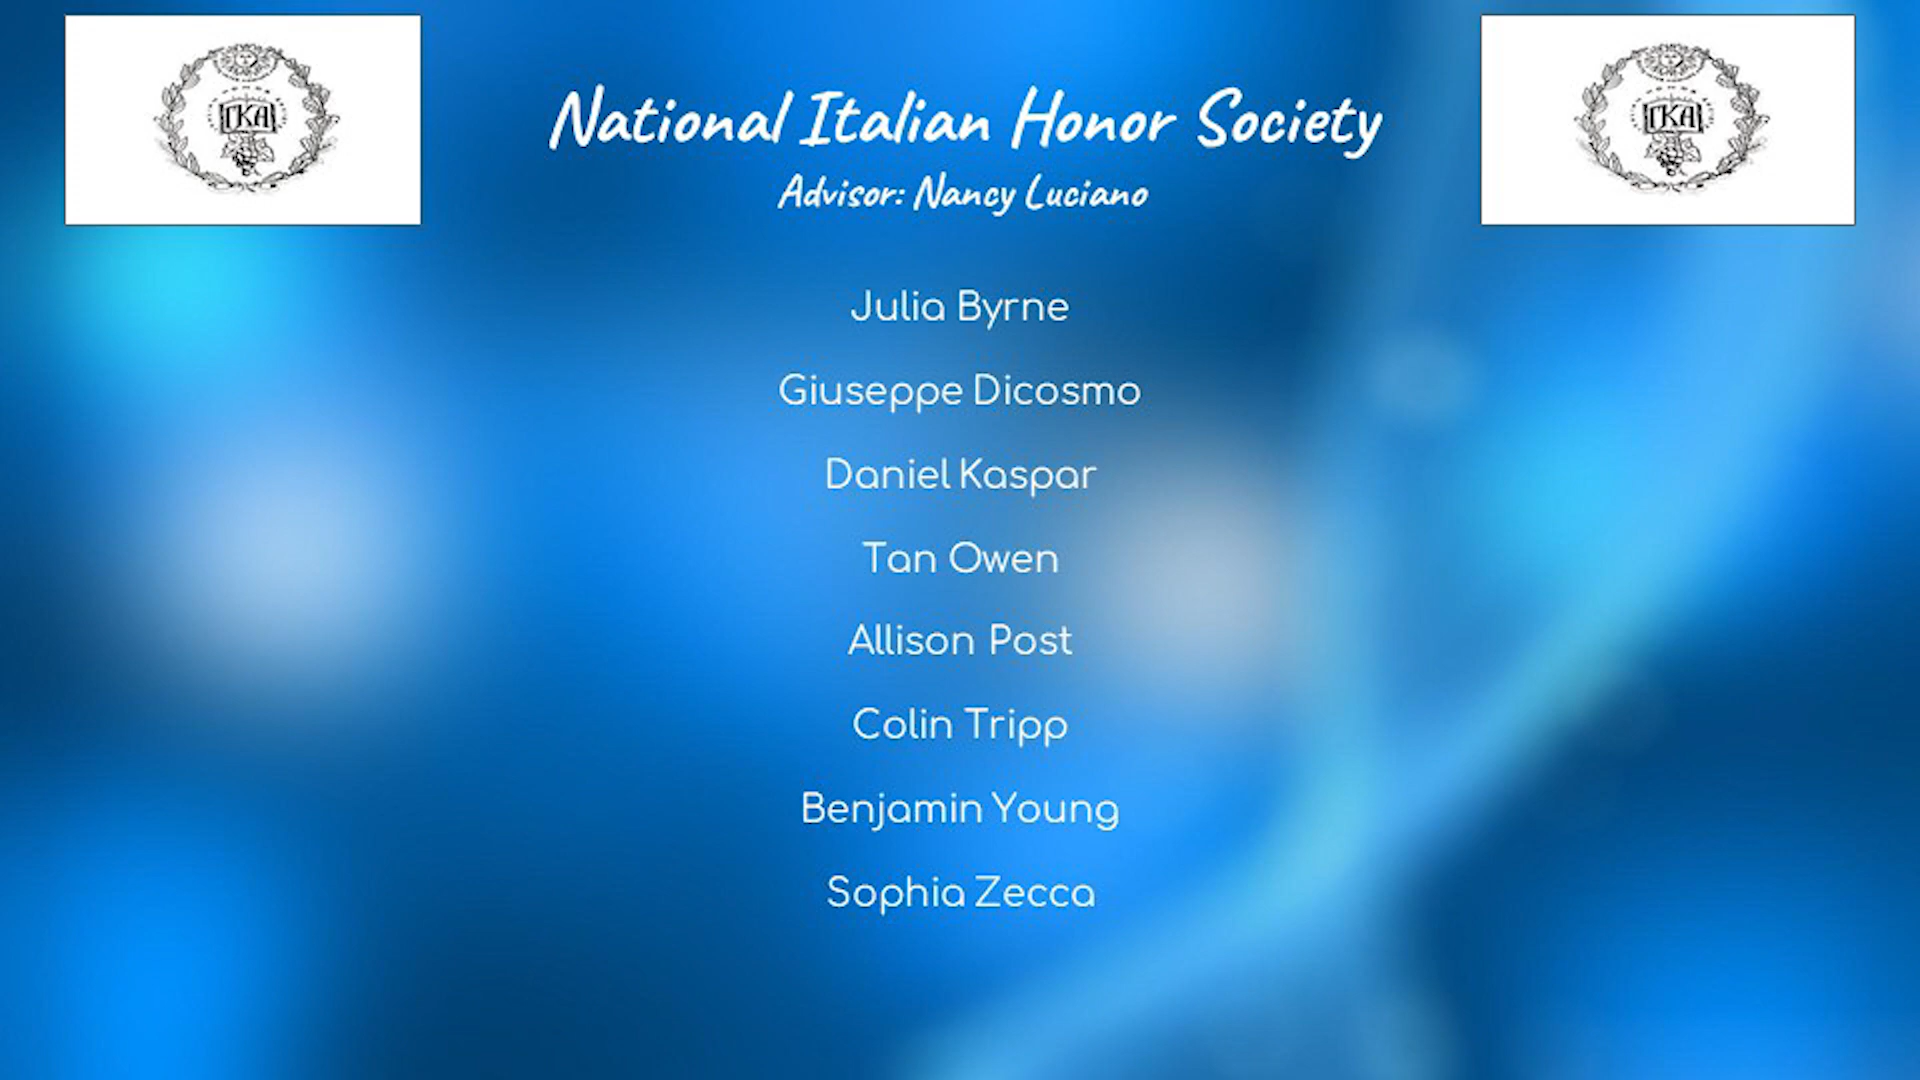 National Italian Honor Society
Advisor: Nancy Luciano
Julia Byrne
Giuseppe Dicosmo
Daniel Kaspar
Tan Owen
Allison Post
Colin Tripp
Benjamin Young
Sophia Zecca